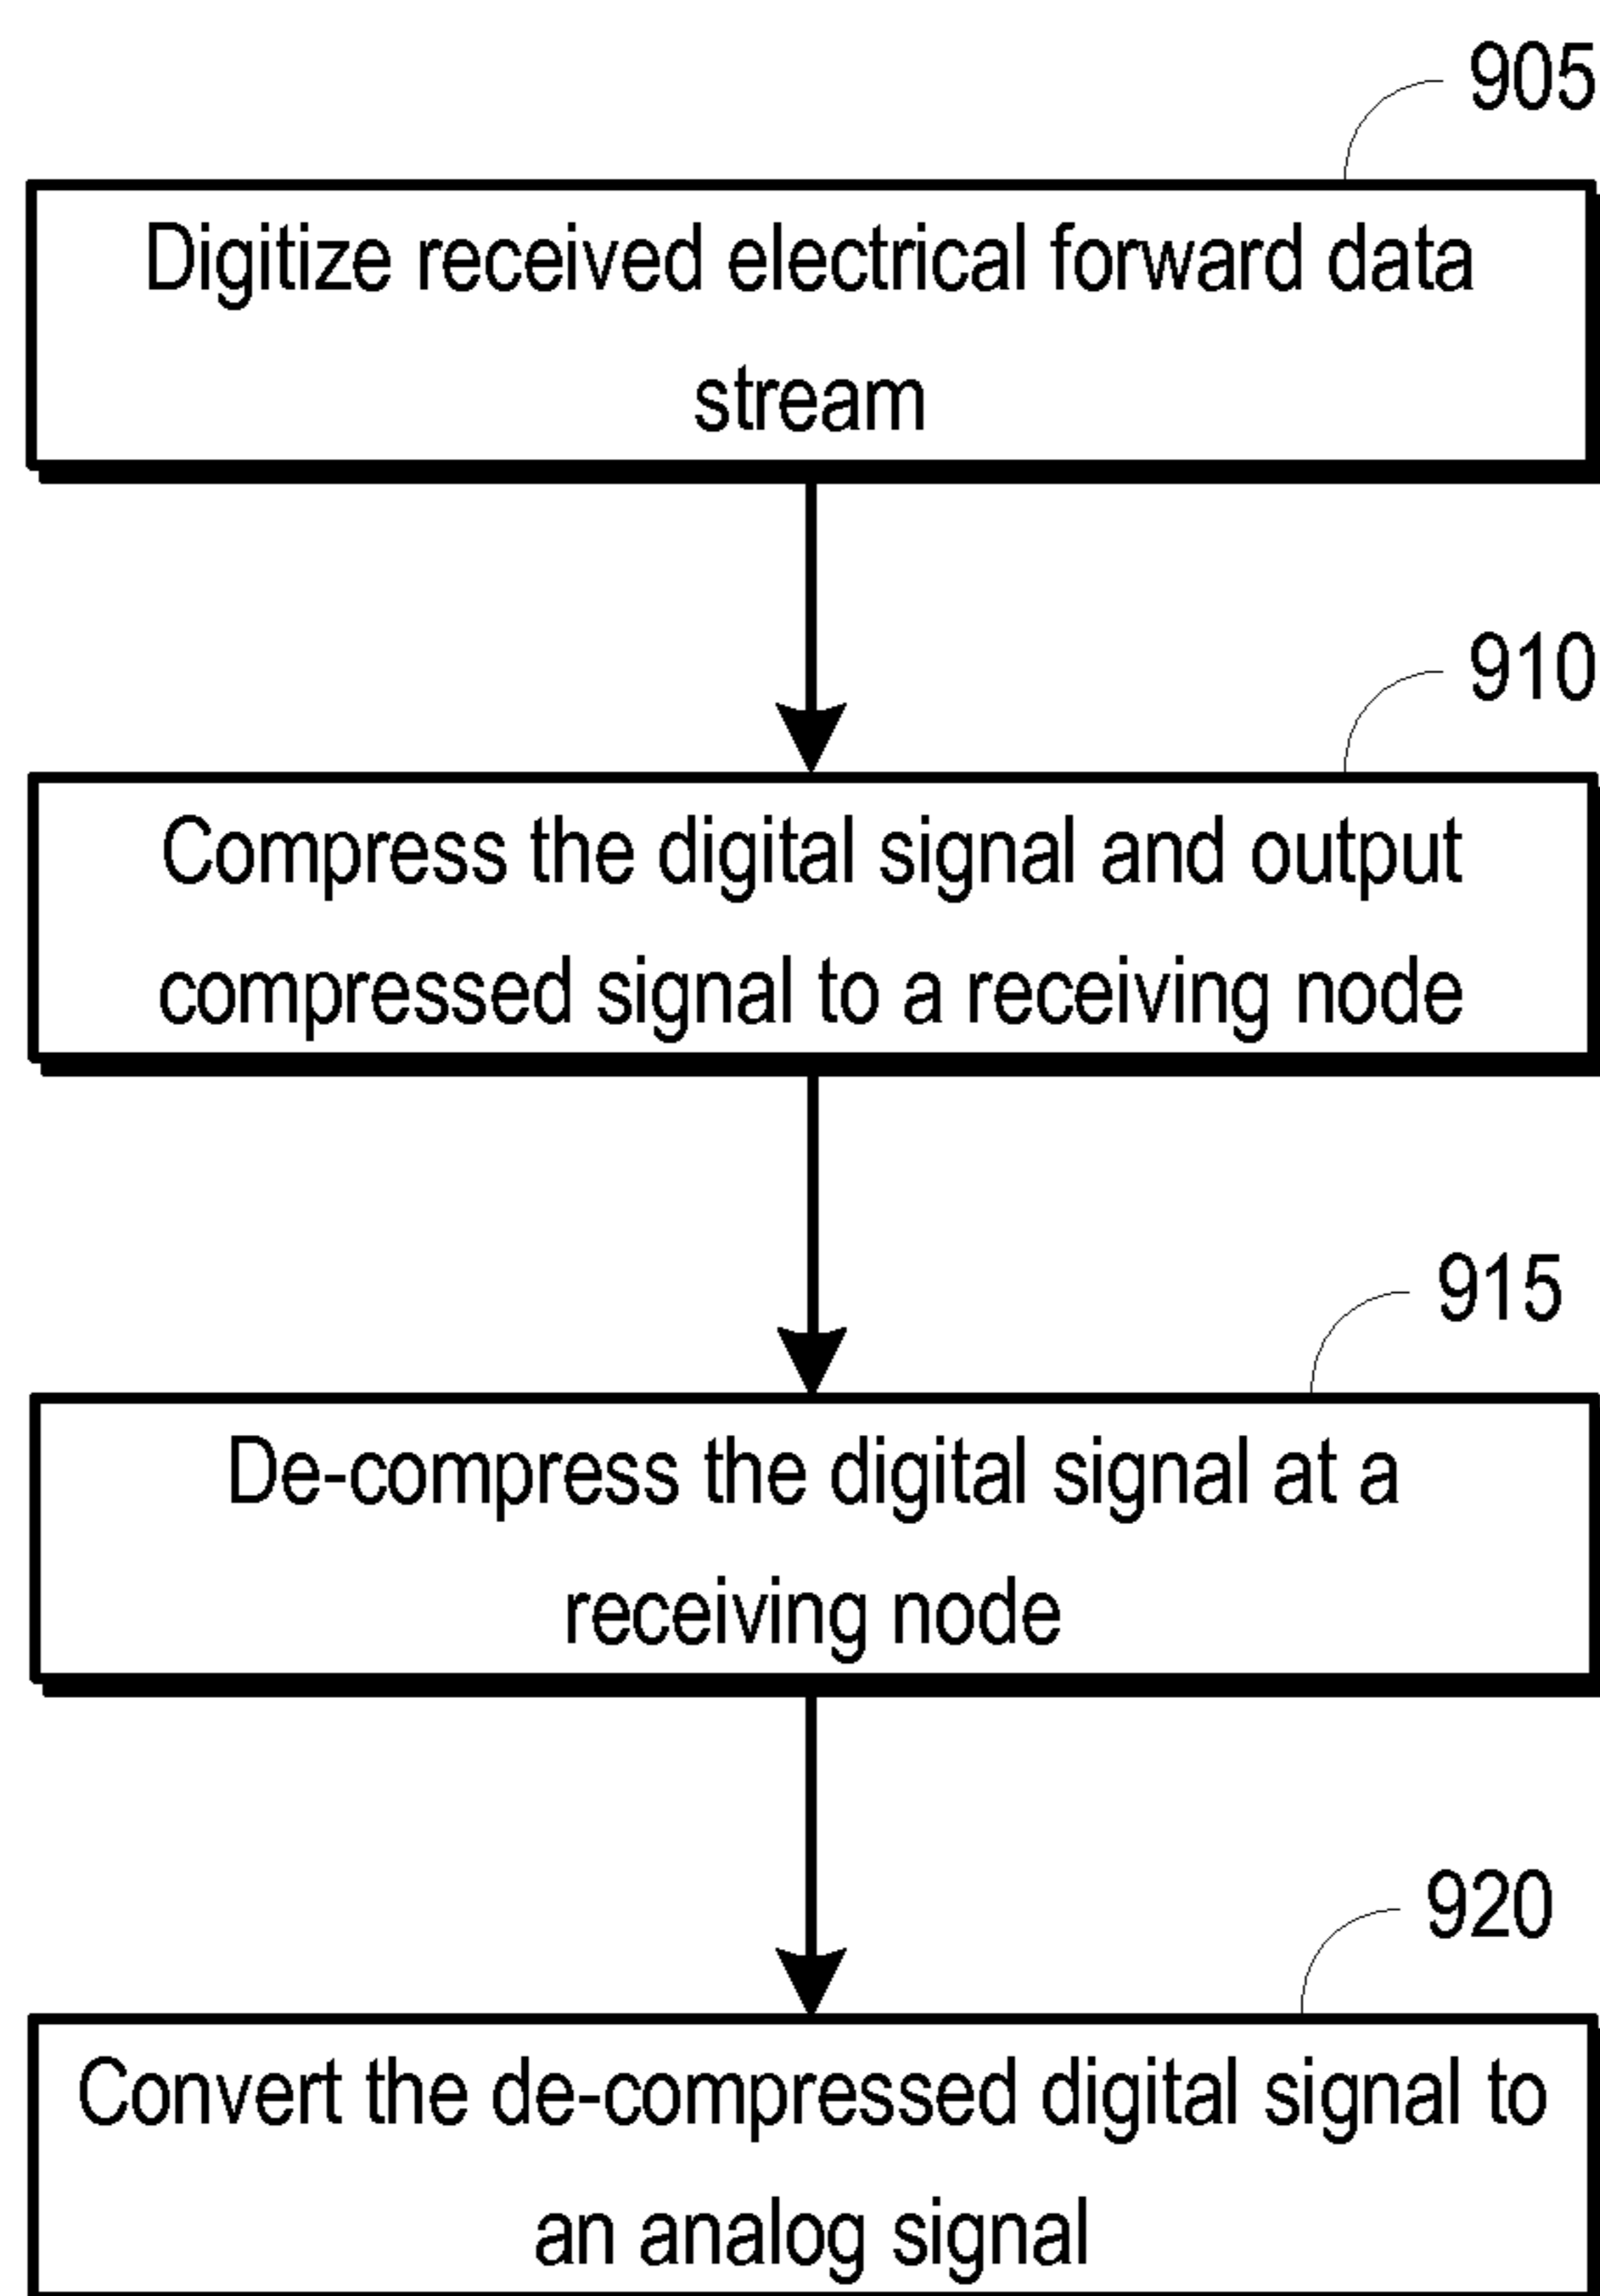 905
Digitize received electrical forward data
stream
910
Compress the digital signal and output
compressed signal to a receiving node
915
De-compress the digital signal at a
receiving node
920
Convert the de-compressed digital signal to
an analog signal